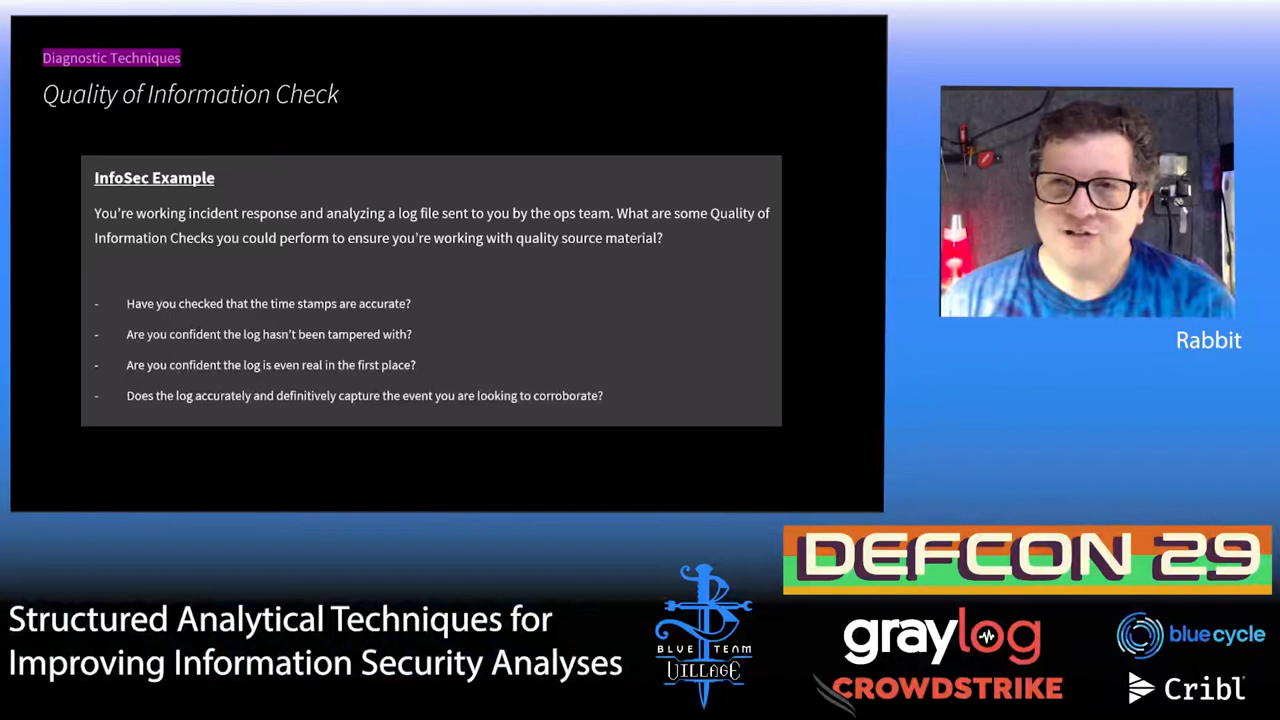 Diagnostic Techniques
Quality of Information Check
InfoSec Example
You're working incident response and analyzing a log file sent to you by the ops team. What are some Quality of
Information Checks you could perform to ensure you're working with quality source material?
- Have you checked that the time stamps are accurate?
- Are you confident the log hasn't been tampered with?
- Are you confident the log is even real in the first place?
- Does the log accurately and definitively capture the event you are looking to corroborate?
Rabbit
DEFCON 29
Structured Analytical Techniques for
Improving Information Security Analyses
BLUE TEAM
VILLAGE
graylog
blue cycle
CROWDSTRIKE
Cribl